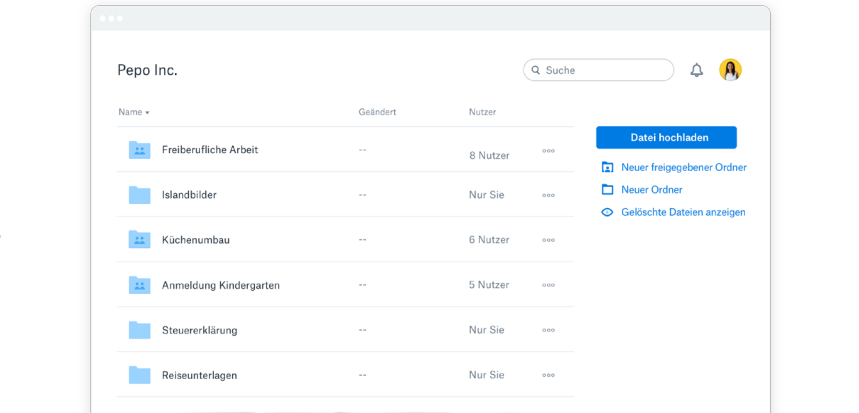 Pepo Inc.
Suche
Name Geändert Nutzer
Freiberufliche Arbeit -- 8 Nutzer
Islandbilder -- Nur Sie
Küchenumbau -- 6 Nutzer
Anmeldung Kindergarten -- 5 Nutzer
Steuererklärung -- Nur Sie
Reiseunterlagen -- Nur Sie
Datei hochladen
Neuer freigegebener Ordner
Neuer Ordner
Gelöschte Dateien anzeigen